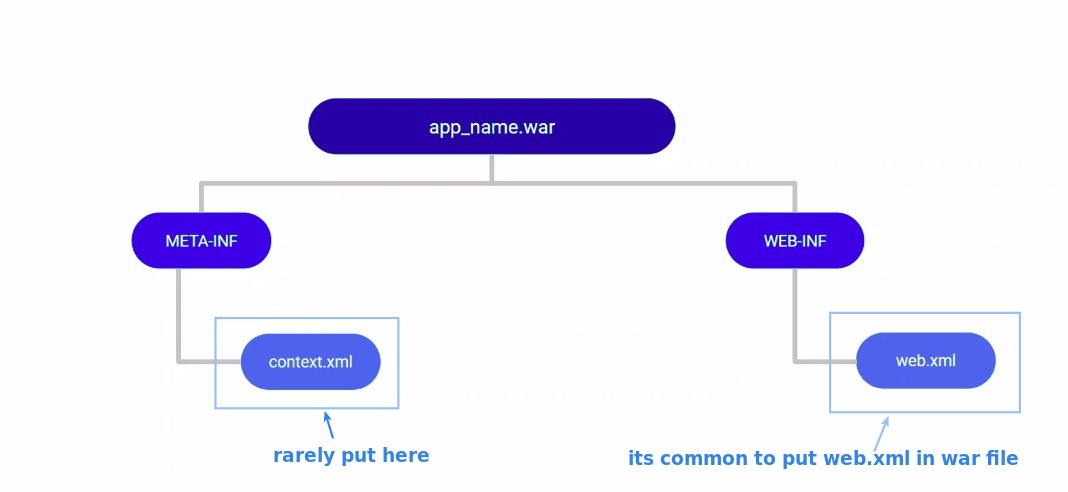 app_name.war
META-INF
WEB-INF
context.xml
web.xml
rarely put here
its common to put web.xml in war file